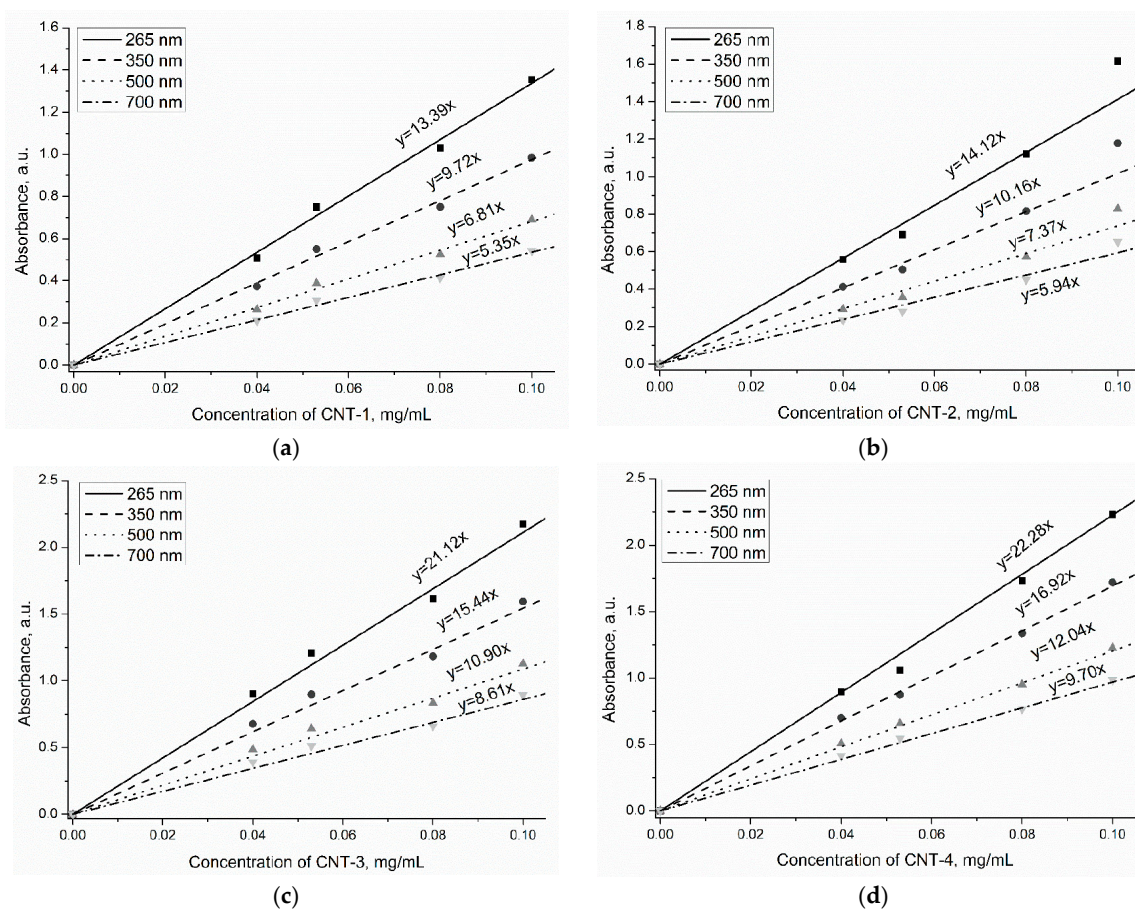 1.6
1.4
1.2
1.0
0.8
0.6
0.4
0.2
0.0
Absorbance, a.u.
265 nm
350 nm
500 nm
700 nm
y=13.39x
y=9.72x
y=6.81x
y=5.35x
0.00 0.02 0.04 0.06 0.08 0.10
Concentration of CNT-1, mg/mL
(a)
1.8
1.6
1.4
1.2
1.0
0.8
0.6
0.4
0.2
0.0
Absorbance, a.u.
265 nm
350 nm
500 nm
700 nm
y=14.12x
y=10.16x
y=7.37x
y=5.94x
0.00 0.02 0.04 0.06 0.08 0.10
Concentration of CNT-2, mg/mL
(b)
2.5
2.0
1.5
1.0
0.5
0.0
Absorbance, a.u.
265 nm
350 nm
500 nm
700 nm
y=21.12x
y=15.44x
y=10.90x
y=8.61x
0.00 0.02 0.04 0.06 0.08 0.10
Concentration of CNT-3, mg/mL
(c)
2.5
2.0
1.5
1.0
0.5
0.0
Absorbance, a.u.
265 nm
350 nm
500 nm
700 nm
y=22.28x
y=16.92x
y=12.04x
y=9.70x
0.00 0.02 0.04 0.06 0.08 0.10
Concentration of CNT-4, mg/mL
(d)